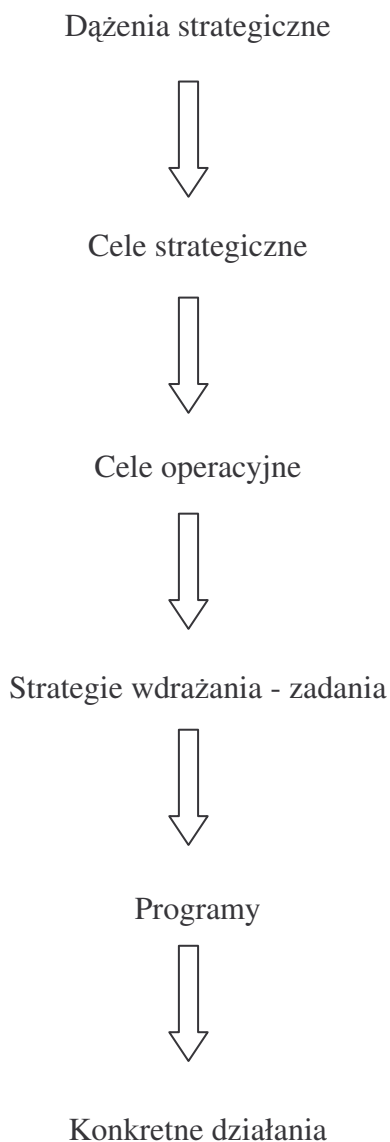 Dążenia strategiczne
Cele strategiczne
Cele operacyjne
Strategie wdrażania - zadania
Programy
Konkretne działania